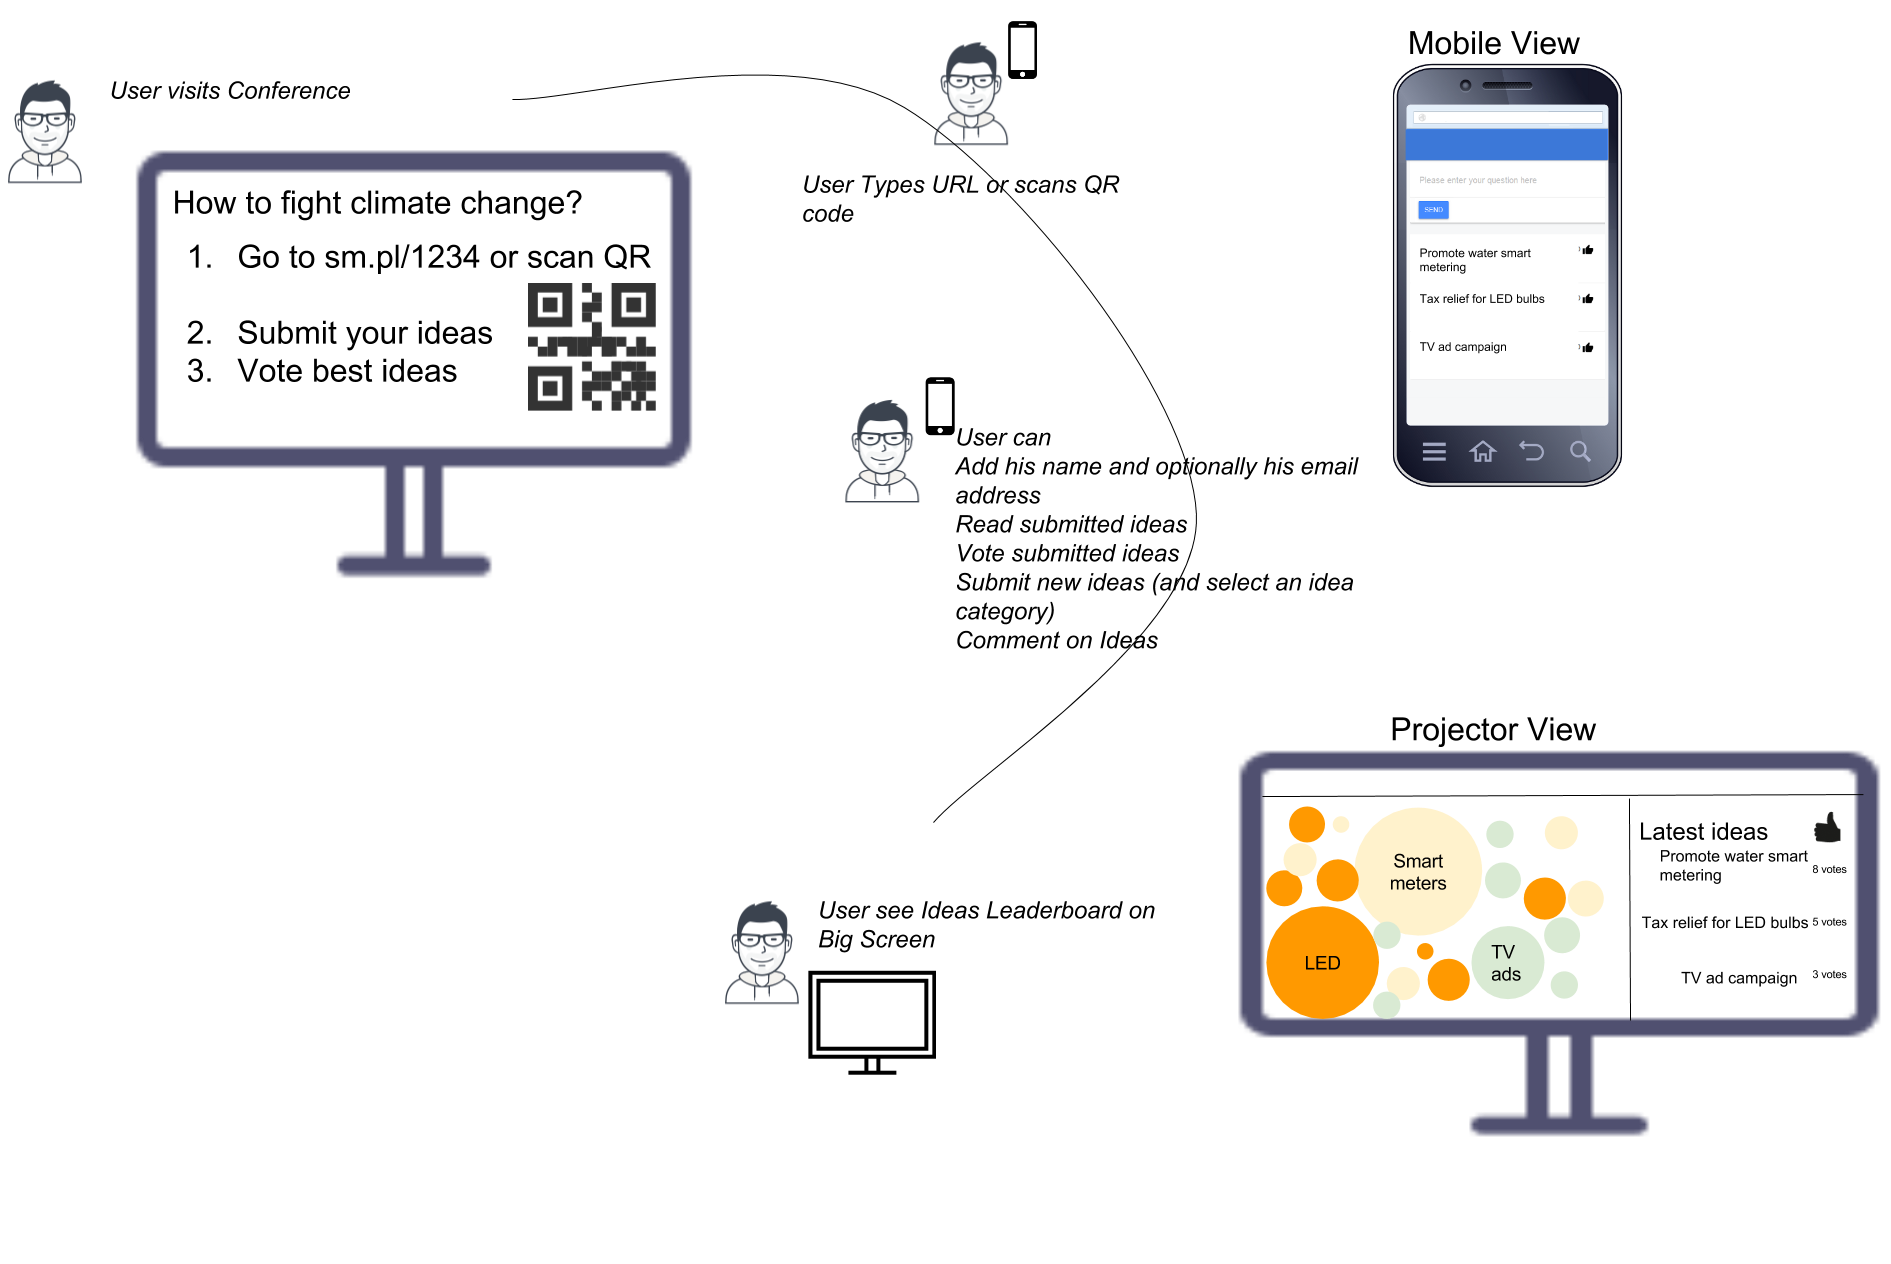 User visits Conference
How to fight climate change?
1. Go to sm.pl/1234 or scan QR
2. Submit your ideas
3. Vote best ideas
User Types URL or scans QR
code
User can
Add his name and optionally his email
address
Read submitted ideas
Vote submitted ideas
Submit new ideas (and select an idea
category)
Comment on Ideas
User see Ideas Leaderboard on
Big Screen
Mobile View
Please enter your question here
SEND
Promote water smart
metering
Tax relief for LED bulbs
TV ad campaign
Projector View
Smart
meters
LED
TV
ads
Latest ideas
Promote water smart
metering
8 votes
Tax relief for LED bulbs 5 votes
TV ad campaign 3 votes